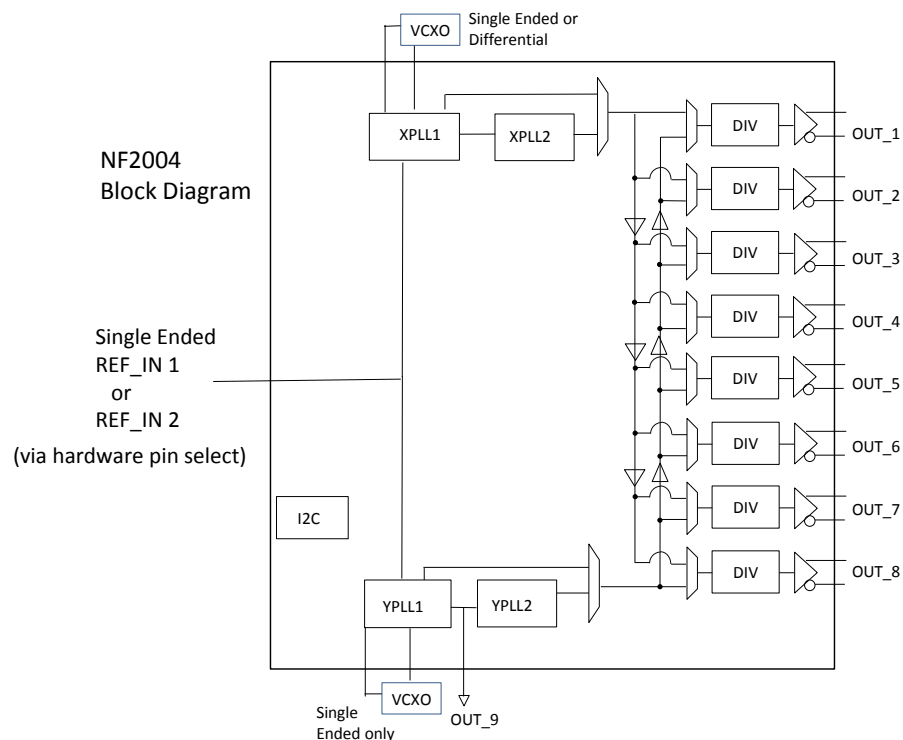 VCXO
Single Ended or
Differential
NF2004
Block Diagram
XPLL1
XPLL2
DIV
OUT_1
DIV
OUT_2
DIV
OUT_3
DIV
OUT_4
DIV
OUT_5
DIV
OUT_6
DIV
OUT_7
DIV
OUT_8
Single Ended
REF_IN 1
or
REF_IN 2
(via hardware pin select)
I2C
YPLL1
YPLL2
VCXO
OUT_9
Single
Ended only